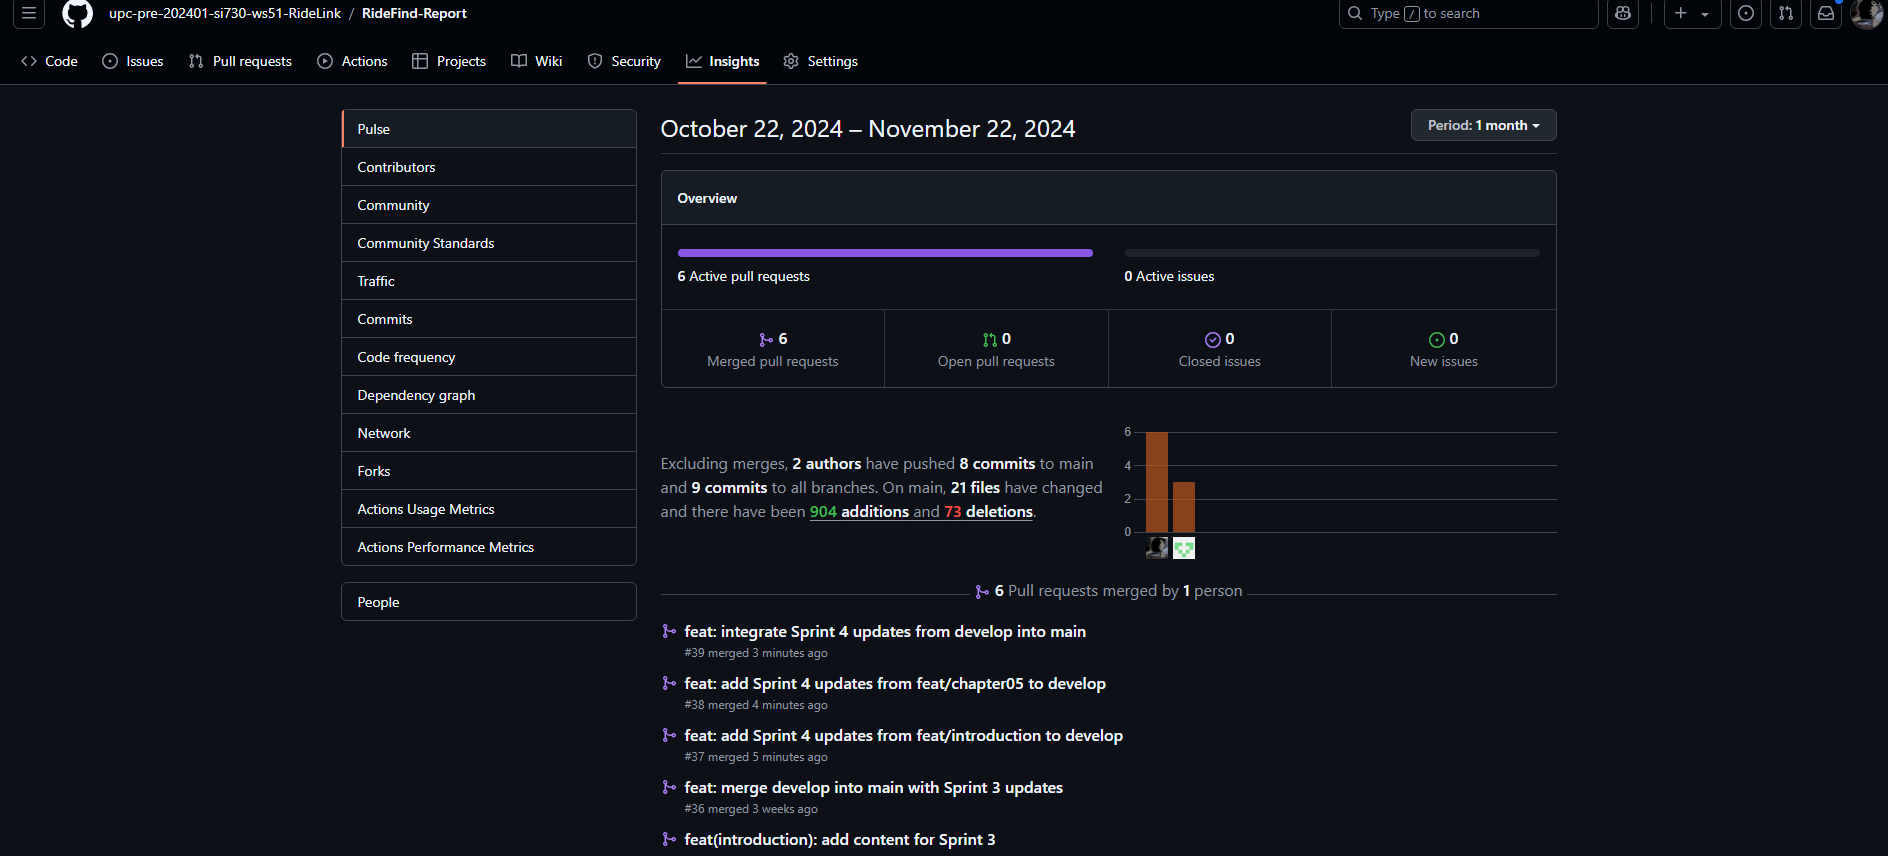 upc-pre-202401-si730-ws51-RideLink / RideFind-Report
Type / to search
Code
Issues
Pull requests
Actions
Projects
Wiki
Security
Insights
Settings
Pulse
Contributors
Community
Community Standards
Traffic
Commits
Code frequency
Dependency graph
Network
Forks
Actions Usage Metrics
Actions Performance Metrics
People
October 22, 2024 – November 22, 2024
Period: 1 month
Overview
6 Active pull requests
0 Active issues
6
Merged pull requests
0
Open pull requests
0
Closed issues
0
New issues
Excluding merges, 2 authors have pushed 8 commits to main
and 9 commits to all branches. On main, 21 files have changed
and there have been 904 additions and 73 deletions.
6
4
2
0
6 Pull requests merged by 1 person
feat: integrate Sprint 4 updates from develop into main
#39 merged 3 minutes ago
feat: add Sprint 4 updates from feat/chapter05 to develop
#38 merged 4 minutes ago
feat: add Sprint 4 updates from feat/introduction to develop
#37 merged 5 minutes ago
feat: merge develop into main with Sprint 3 updates
#36 merged 3 weeks ago
feat(introduction): add content for Sprint 3